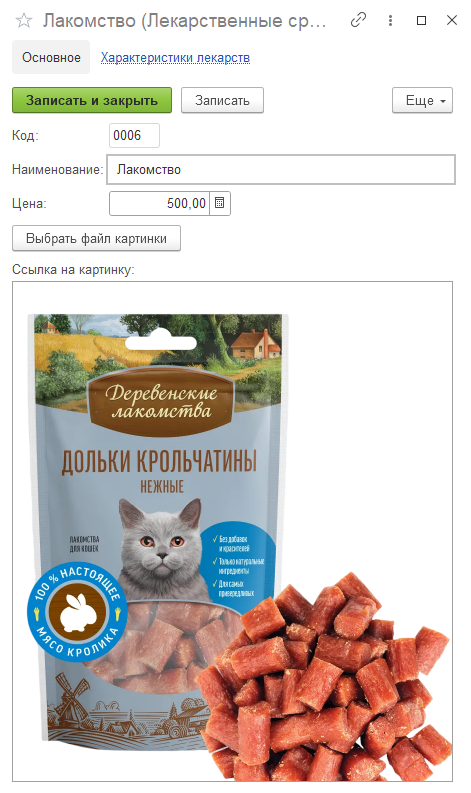 Лакомство (Лекарственные ср...
Основное Характеристики лекарств
Записать и закрыть Записать Еще
Код: 0006
Наименование: Лакомство
Цена: 500,00
Выбрать файл картинки
Ссылка на картинку:
Деревенские
лакомства
ДОЛЬКИ КРОЛЬЧАТИНЫ
НЕЖНЫЕ
ЛАКОМСТВА
ДЛЯ КОШЕК
Без добавок
и красителей
Только натуральные
ингредиенты
Для самых
привередливых
100 % НАСТОЯЩЕЕ
МЯСО КРОЛИКА